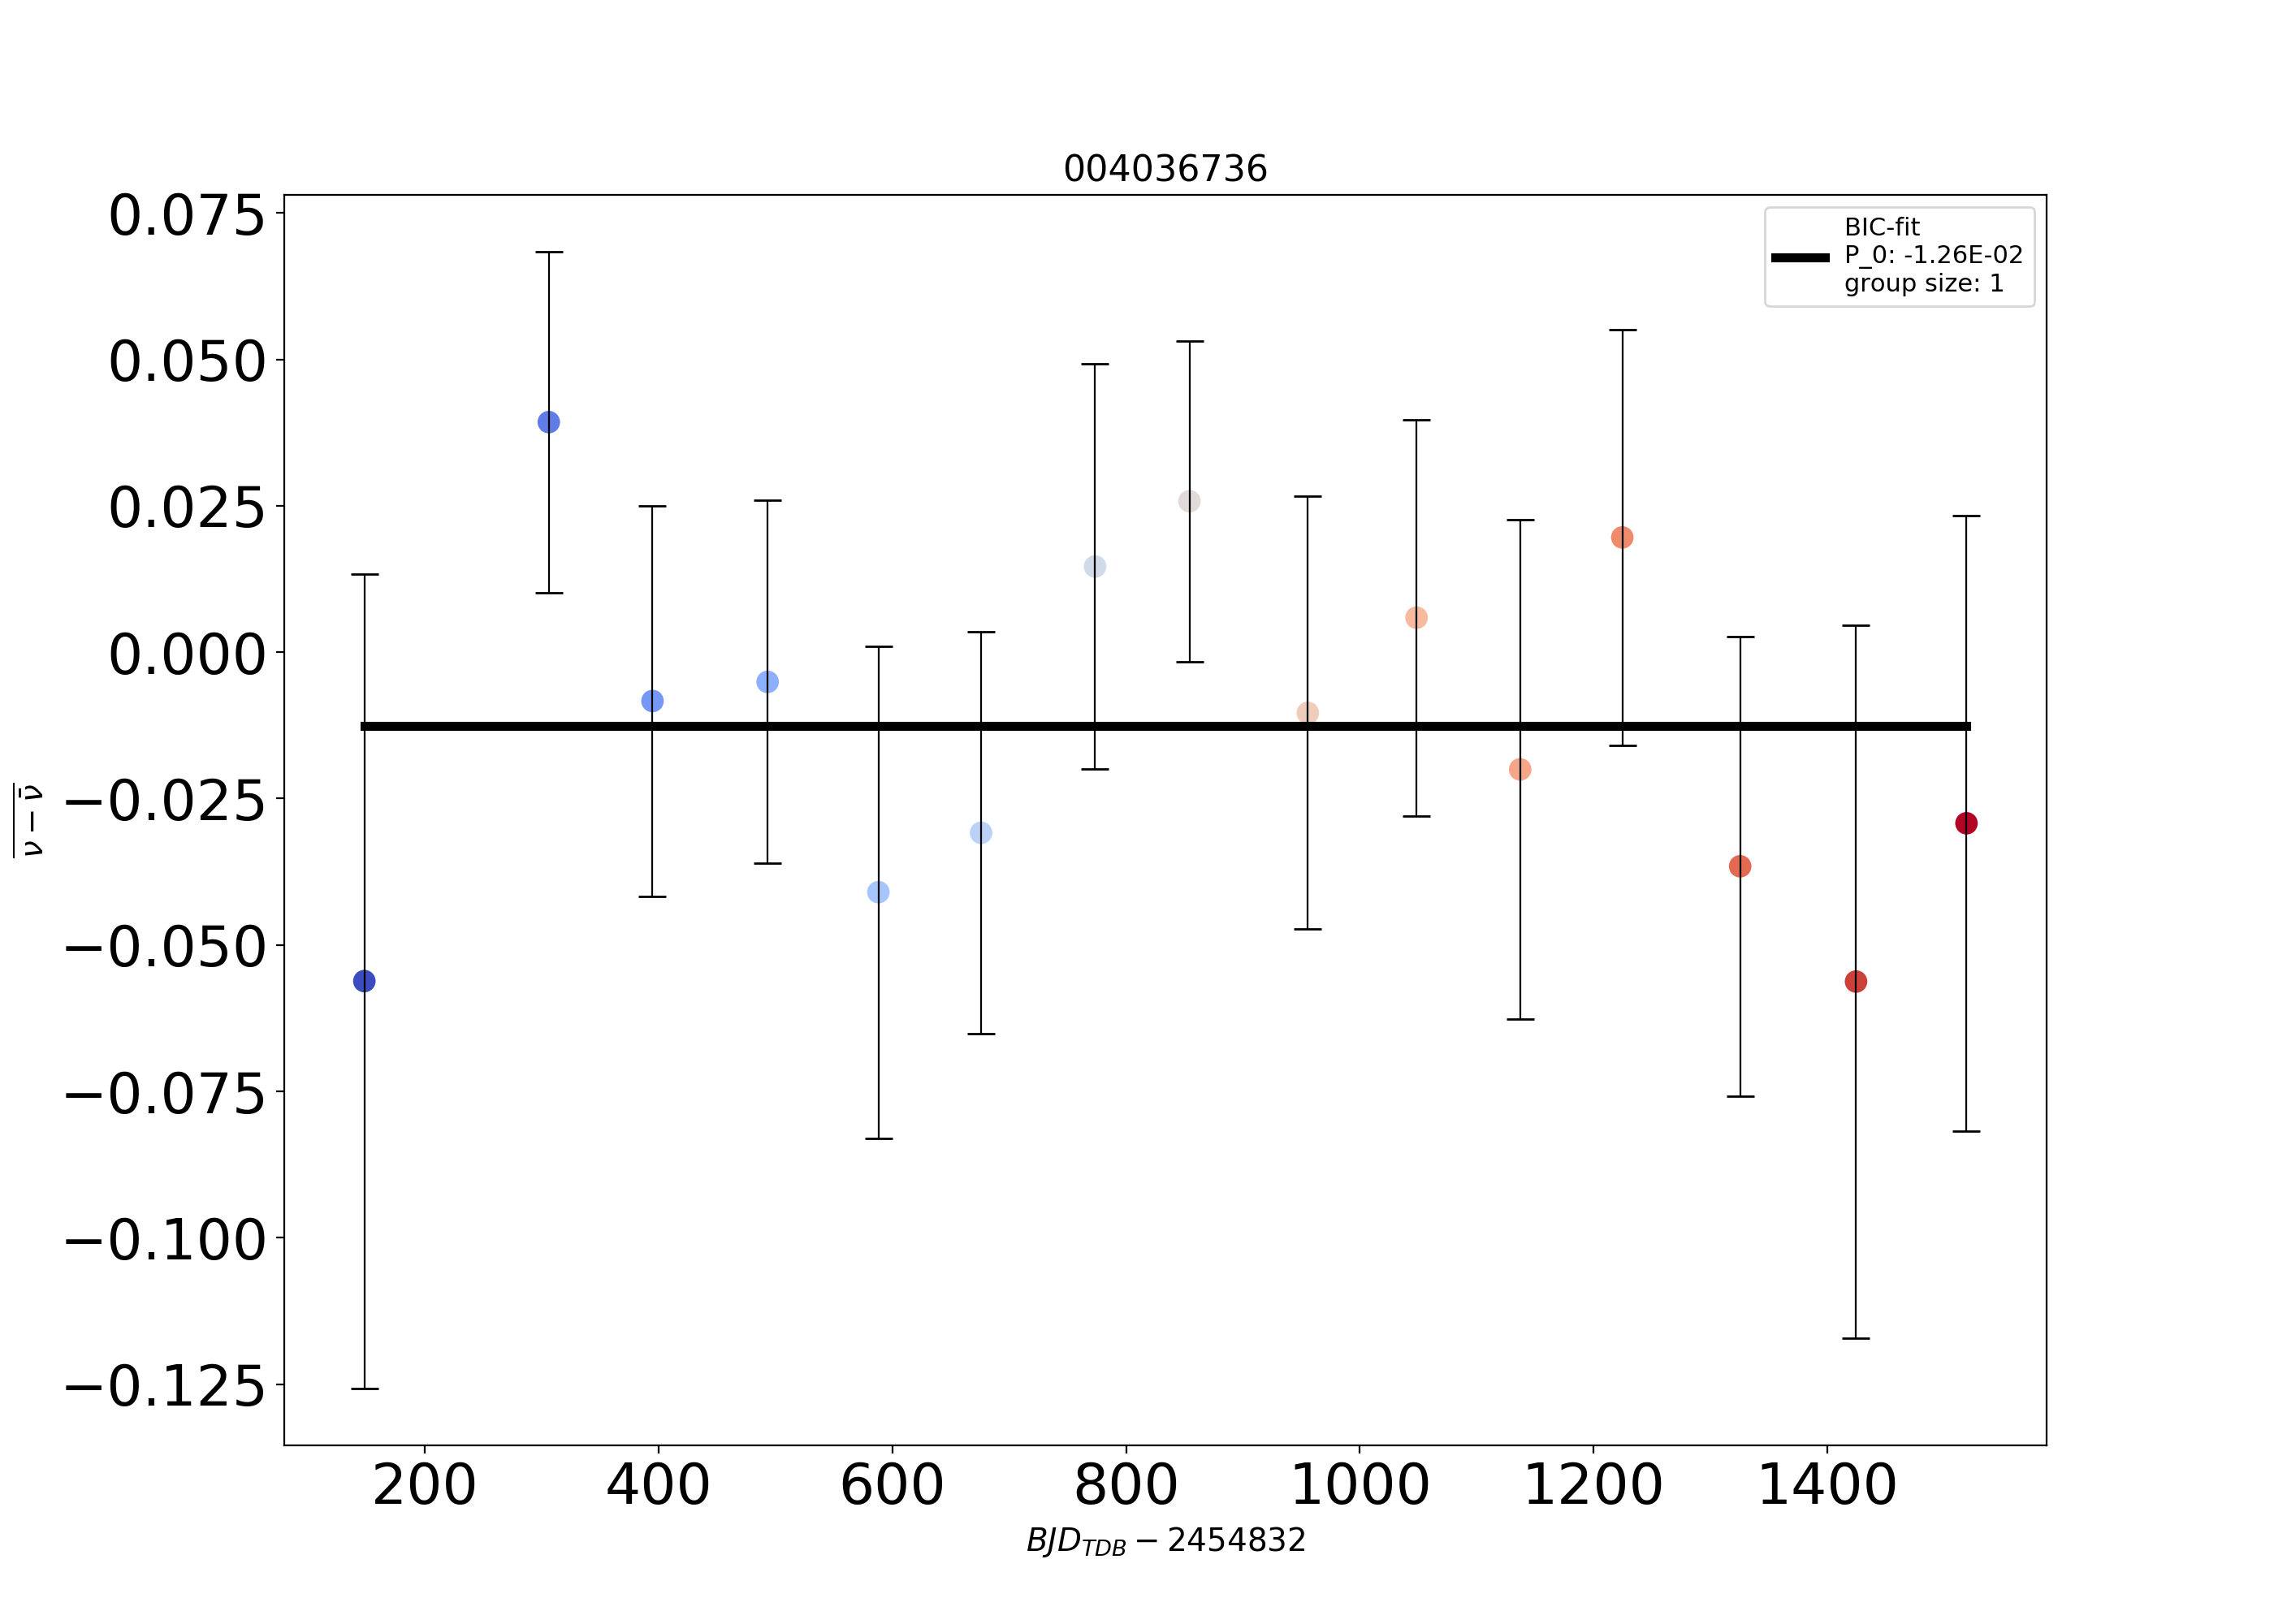 004036736
BIC-fit
P_0: -1.26E-02
group size: 1
0.075
0.050
0.025
0.000
−0.025
−0.050
−0.075
−0.100
−0.125
ν − ν̄
200 400 600 800 1000 1200 1400
BJD_TDB − 2454832